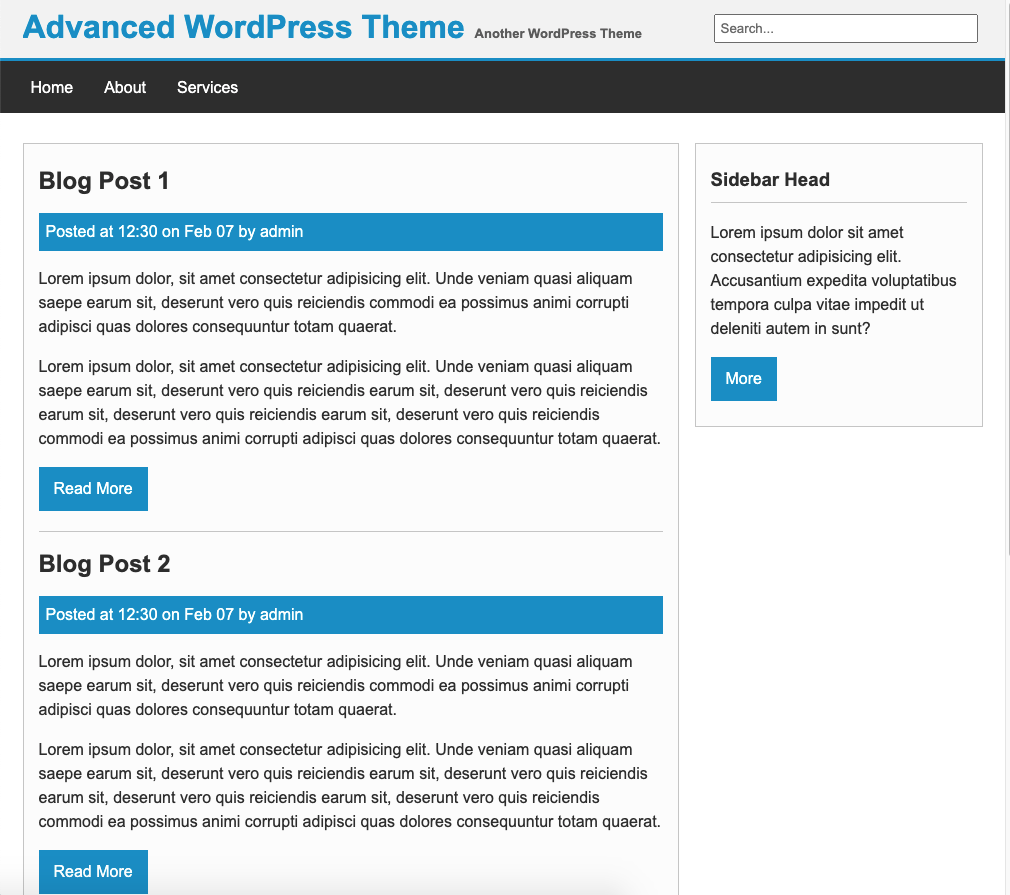 Advanced WordPress Theme Another WordPress Theme Search...
Home About Services
Blog Post 1
Posted at 12:30 on Feb 07 by admin
Lorem ipsum dolor, sit amet consectetur adipisicing elit. Unde veniam quasi aliquam
saepe earum sit, deserunt vero quis reiciendis commodi ea possimus animi corrupti
adipisci quas dolores consequuntur totam quaerat.
Lorem ipsum dolor, sit amet consectetur adipisicing elit. Unde veniam quasi aliquam
saepe earum sit, deserunt vero quis reiciendis earum sit, deserunt vero quis reiciendis
earum sit, deserunt vero quis reiciendis earum sit, deserunt vero quis reiciendis
commodi ea possimus animi corrupti adipisci quas dolores consequuntur totam quaerat.
Read More
Blog Post 2
Posted at 12:30 on Feb 07 by admin
Lorem ipsum dolor, sit amet consectetur adipisicing elit. Unde veniam quasi aliquam
saepe earum sit, deserunt vero quis reiciendis commodi ea possimus animi corrupti
adipisci quas dolores consequuntur totam quaerat.
Lorem ipsum dolor, sit amet consectetur adipisicing elit. Unde veniam quasi aliquam
saepe earum sit, deserunt vero quis reiciendis earum sit, deserunt vero quis reiciendis
earum sit, deserunt vero quis reiciendis earum sit, deserunt vero quis reiciendis
commodi ea possimus animi corrupti adipisci quas dolores consequuntur totam quaerat.
Read More
Sidebar Head
Lorem ipsum dolor sit amet
consectetur adipisicing elit.
Accusantium expedita voluptatibus
tempora culpa vitae impedit ut
deleniti autem in sunt?
More